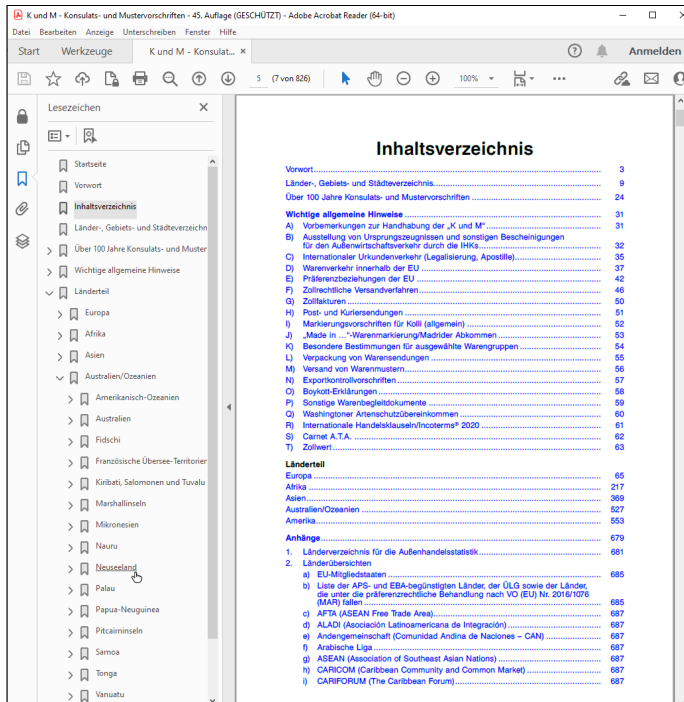 K und M - Konsulats- und Mustervorschriften - 45. Auflage (GESCHÜTZT) - Adobe Acrobat Reader (64-bit)
Datei Bearbeiten Anzeige Unterschreiben Fenster Hilfe
Start Werkzeuge K und M - Konsulat... × Anmelden
5 (7 von 826) 100%
Lesezeichen ×
Startseite
Vorwort
Inhaltsverzeichnis
Länder-, Gebiets- und Städteverzeichn
Über 100 Jahre Konsulats- und Muster
Wichtige allgemeine Hinweise
Länderteil
Europa
Afrika
Asien
Australien/Ozeanien
Amerikanisch-Ozeanien
Australien
Fidschi
Französische Übersee-Territorien
Kiribati, Salomonen und Tuvalu
Marshallinseln
Mikronesien
Nauru
Neuseeland
Palau
Papua-Neuguinea
Pitcairninseln
Samoa
Tonga
Vanuatu
Inhaltsverzeichnis
Vorwort 3
Länder-, Gebiets- und Städteverzeichnis 9
Über 100 Jahre Konsulats- und Mustervorschriften 24
Wichtige allgemeine Hinweise 31
A) Vorbemerkungen zur Handhabung der „K und M“ 31
B) Ausstellung von Ursprungszeugnissen und sonstigen Bescheinigungen
für den Außenwirtschaftsverkehr durch die IHKs 32
C) Internationaler Urkundenverkehr (Legalisierung, Apostille) 35
D) Warenverkehr innerhalb der EU 37
E) Präferenzbeziehungen der EU 42
F) Zollrechtliche Versandverfahren 46
G) Zollfakturen 50
H) Post- und Kuriersendungen 51
I) Markierungsvorschriften für Kolli (allgemein) 52
J) „Made in ...“-Warenmarkierung/Madrider Abkommen 53
K) Besondere Bestimmungen für ausgewählte Warengruppen 54
L) Verpackung von Warensendungen 55
M) Versand von Warenmustern 56
N) Exportkontrollvorschriften 57
O) Boykott-Erklärungen 58
P) Sonstige Warenbegleitdokumente 59
Q) Washingtoner Artenschutzübereinkommen 60
R) Internationale Handelsklauseln/Incoterms® 2020 61
S) Carnet A.T.A. 62
T) Zollwert 63
Länderteil
Europa 65
Afrika 217
Asien 369
Australien/Ozeanien 527
Amerika 553
Anhänge 679
1. Länderverzeichnis für die Außenhandelsstatistik 681
2. Länderübersichten
a) EU-Mitgliedstaaten 685
b) Liste der APS- und EBA-begünstigten Länder, der ÜLG sowie der Länder,
die unter die präferenzrechtliche Behandlung nach VO (EU) Nr. 2016/1076
(MAR) fallen 685
c) AFTA (ASEAN Free Trade Area) 687
d) ALADI (Asociación Latinoamericana de Integración) 687
e) Andengemeinschaft (Comunidad Andina de Naciones – CAN) 687
f) Arabische Liga 687
g) ASEAN (Association of Southeast Asian Nations) 687
h) CARICOM (Caribbean Community and Common Market) 687
i) CARIFORUM (The Caribbean Forum) 687